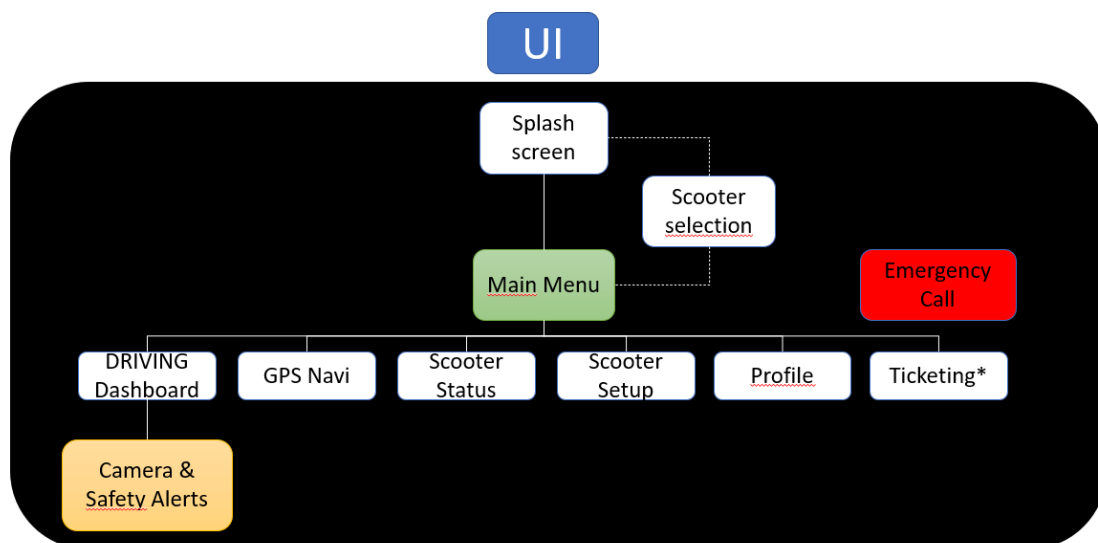 UI
Splash
screen
Scooter
selection
Main Menu
Emergency
Call
DRIVING
Dashboard
GPS Navi
Scooter
Status
Scooter
Setup
Profile
Ticketing*
Camera &
Safety Alerts